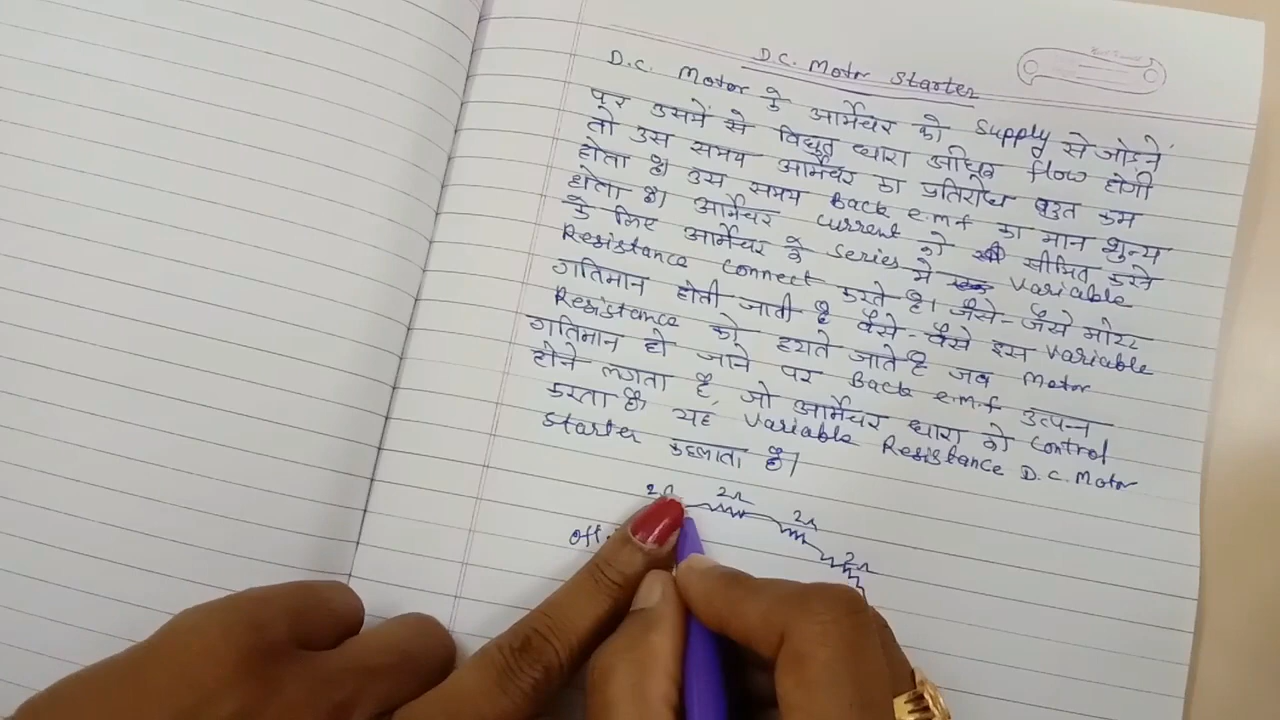 D.C. Motor Starter
D.C. Motor के आर्मेचर को Supply से जोडने
पर उसमें से विद्युत धारा अधिक flow होगी
तो उस समय आर्मेचर का प्रतिरोध बहुत कम
होता है। उस समय Back e.m.f का मान शुन्य
होता है। आर्मेचर current को सीमित करने
के लिए आर्मेचर के series में Variable
Resistance connect करते है। जैसे-जैसे मोटर
गतिमान होती जाती है वैसे-वैसे इस Variable
Resistance को हटाते जाते है जब Motor
गतिमान हो जाने पर Back e.m.f उत्पन
होने लगता है, जो आर्मेचर धारा को control
करता है, यह Variable Resistance D.C. Motor
Starter कहलाता है।
2Ω 2Ω 2Ω 2Ω
off